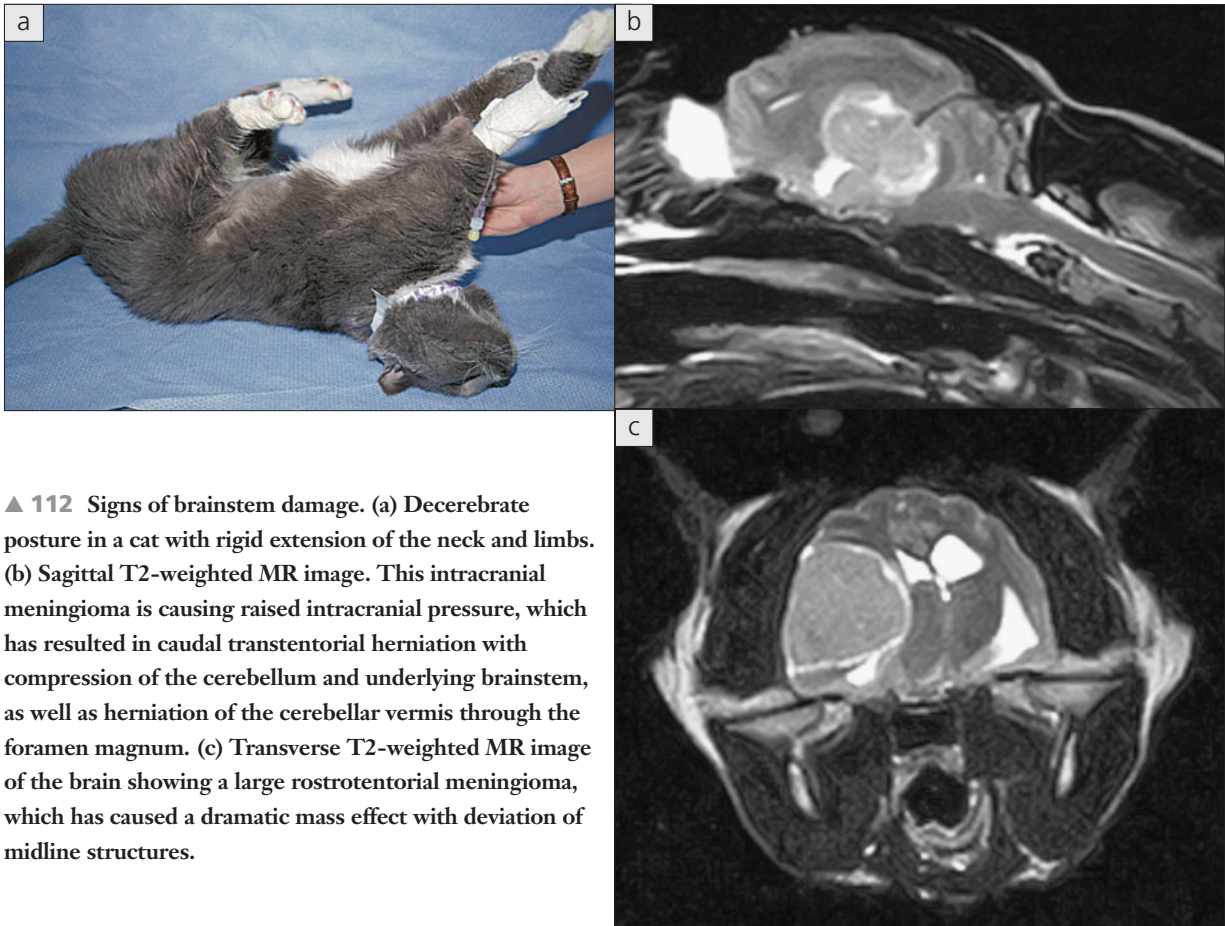 a
b
c
▲ 112 Signs of brainstem damage. (a) Decerebrate
posture in a cat with rigid extension of the neck and limbs.
(b) Sagittal T2-weighted MR image. This intracranial
meningioma is causing raised intracranial pressure, which
has resulted in caudal transtentorial herniation with
compression of the cerebellum and underlying brainstem,
as well as herniation of the cerebellar vermis through the
foramen magnum. (c) Transverse T2-weighted MR image
of the brain showing a large rostrotentorial meningioma,
which has caused a dramatic mass effect with deviation of
midline structures.